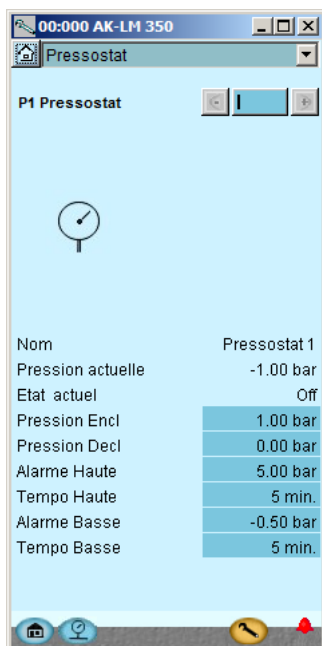 00:000 AK-LM 350
Pressostat
P1 Pressostat
Nom Pressostat 1
Pression actuelle -1.00 bar
Etat actuel Off
Pression Encl 1.00 bar
Pression Decl 0.00 bar
Alarme Haute 5.00 bar
Tempo Haute 5 min.
Alarme Basse -0.50 bar
Tempo Basse 5 min.